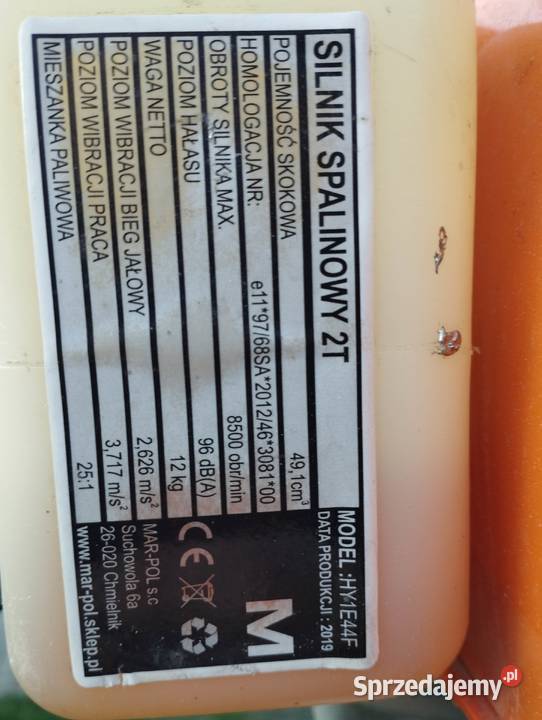 SILNIK SPALINOWY 2T
MODEL :HY1E44F
DATA PRODUKCJI : 2019
POJEMNOŚĆ SKOKOWA 49,1cm³
HOMOLOGACJA NR: e11*97/68SA*2012/46*3081*00
OBROTY SILNIKA MAX. 8500 obr/min
POZIOM HAŁASU 96 dB(A)
WAGA NETTO 12 kg
POZIOM WIBRACJI BIEG JAŁOWY 2,626 m/s²
POZIOM WIBRACJI PRACA 3,717 m/s²
MIESZANKA PALIWOWA 25:1
M
CE
MAR-POL s.c
Suchowola 6a
26-020 Chmielnik
www.mar-pol.sklep.pl
Sprzedajemy.pl